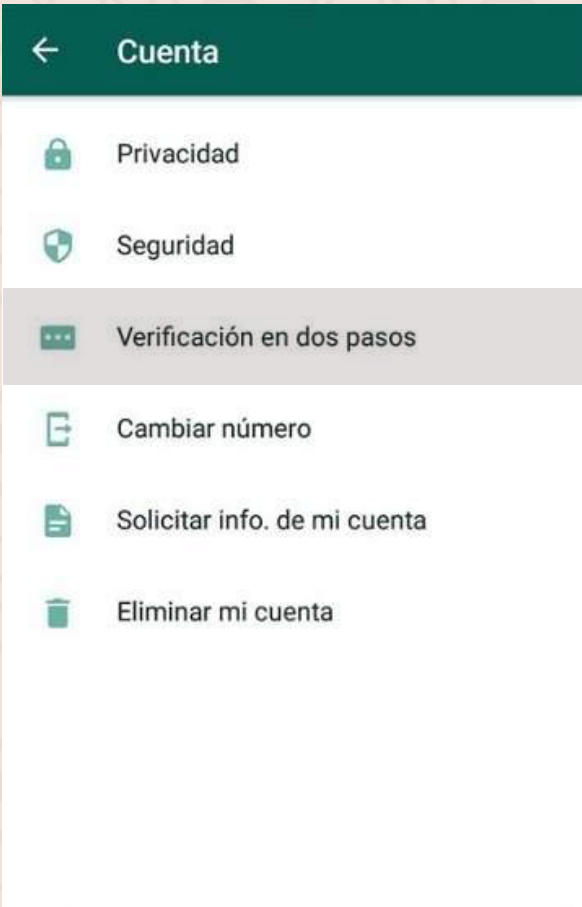 Cuenta
Privacidad
Seguridad
Verificación en dos pasos
Cambiar número
Solicitar info. de mi cuenta
Eliminar mi cuenta